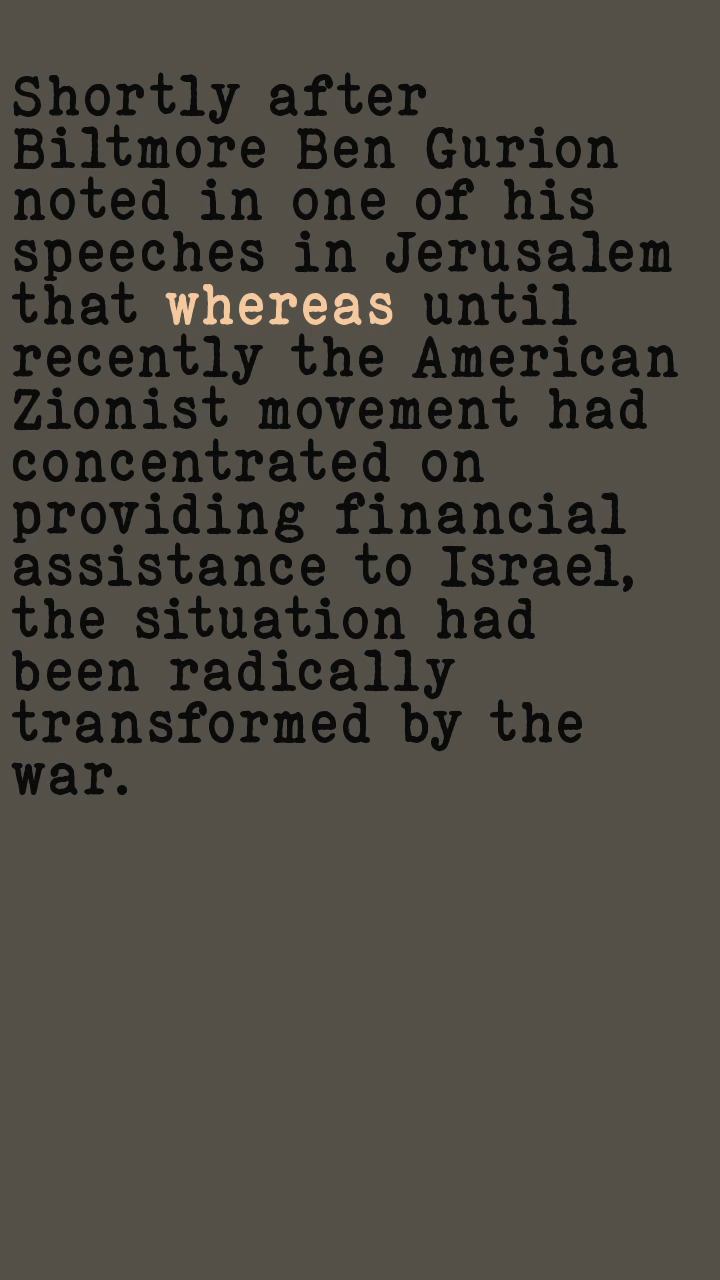 Shortly after
Biltmore Ben Gurion
noted in one of his
speeches in Jerusalem
that whereas until
recently the American
Zionist movement had
concentrated on
providing financial
assistance to Israel,
the situation had
been radically
transformed by the
war.